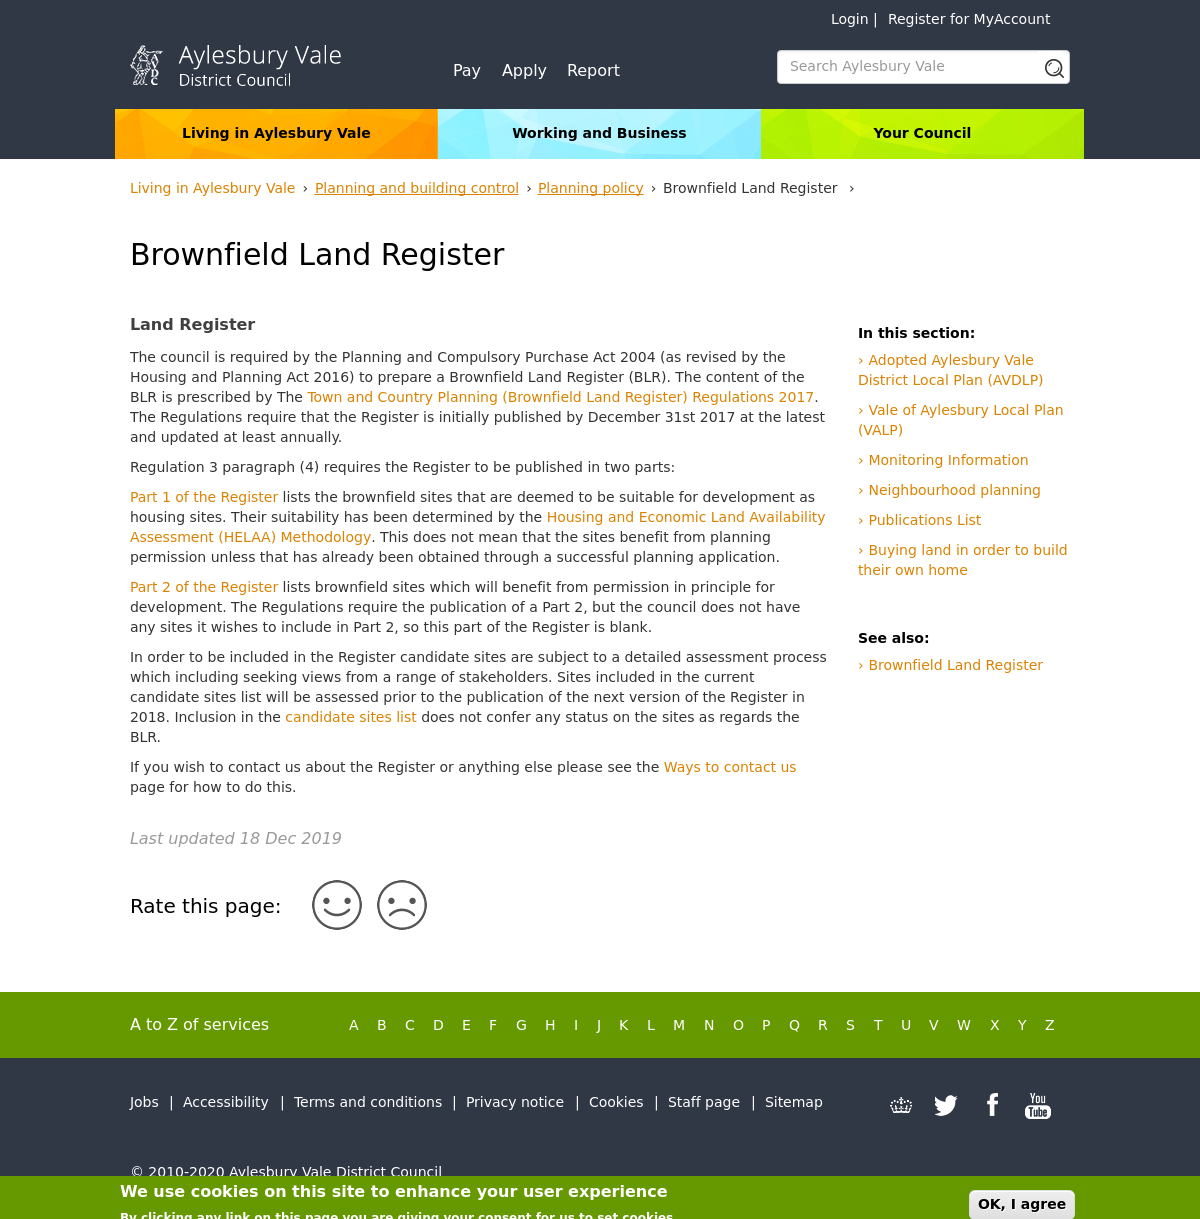 Login | Register for MyAccount
Aylesbury Vale
District Council
Pay Apply Report
Search Aylesbury Vale
Living in Aylesbury Vale
Working and Business
Your Council
Living in Aylesbury Vale › Planning and building control › Planning policy › Brownfield Land Register ›
Brownfield Land Register
Land Register
The council is required by the Planning and Compulsory Purchase Act 2004 (as revised by the
Housing and Planning Act 2016) to prepare a Brownfield Land Register (BLR). The content of the
BLR is prescribed by The Town and Country Planning (Brownfield Land Register) Regulations 2017.
The Regulations require that the Register is initially published by December 31st 2017 at the latest
and updated at least annually.
Regulation 3 paragraph (4) requires the Register to be published in two parts:
Part 1 of the Register lists the brownfield sites that are deemed to be suitable for development as
housing sites. Their suitability has been determined by the Housing and Economic Land Availability
Assessment (HELAA) Methodology. This does not mean that the sites benefit from planning
permission unless that has already been obtained through a successful planning application.
Part 2 of the Register lists brownfield sites which will benefit from permission in principle for
development. The Regulations require the publication of a Part 2, but the council does not have
any sites it wishes to include in Part 2, so this part of the Register is blank.
In order to be included in the Register candidate sites are subject to a detailed assessment process
which including seeking views from a range of stakeholders. Sites included in the current
candidate sites list will be assessed prior to the publication of the next version of the Register in
2018. Inclusion in the candidate sites list does not confer any status on the sites as regards the
BLR.
If you wish to contact us about the Register or anything else please see the Ways to contact us
page for how to do this.
Last updated 18 Dec 2019
Rate this page:
In this section:
› Adopted Aylesbury Vale
District Local Plan (AVDLP)
› Vale of Aylesbury Local Plan
(VALP)
› Monitoring Information
› Neighbourhood planning
› Publications List
› Buying land in order to build
their own home
See also:
› Brownfield Land Register
A to Z of services
A B C D E F G H I J K L M N O P Q R S T U V W X Y Z
Jobs | Accessibility | Terms and conditions | Privacy notice | Cookies | Staff page | Sitemap
You
Tube
© 2010-2020 Aylesbury Vale District Council
We use cookies on this site to enhance your user experience
By clicking any link on this page you are giving your consent for us to set cookies
OK, I agree